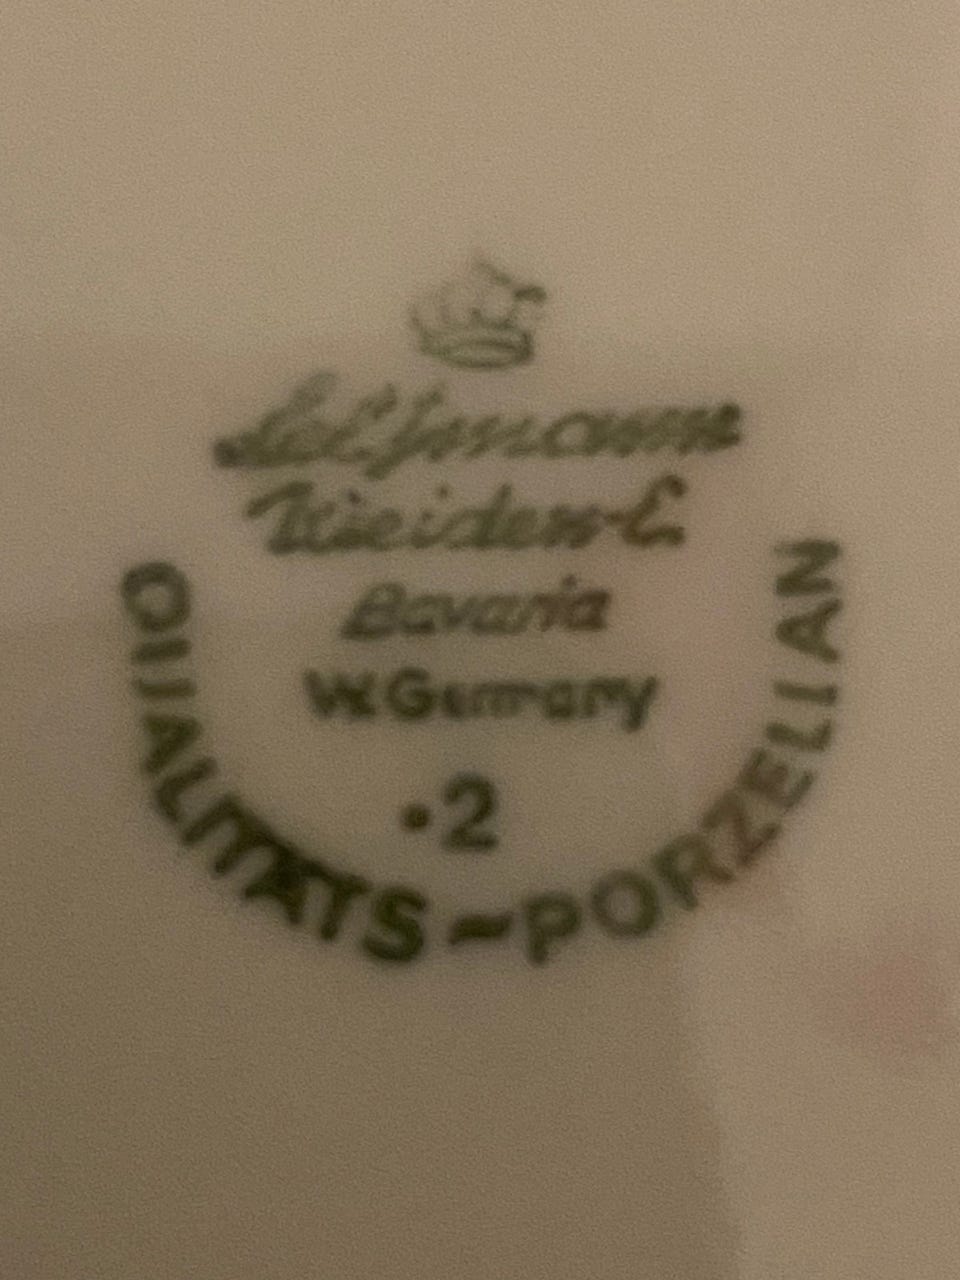 Seltmann
Weiden-E.
Bavaria
W.Germany
.2
QUALITÄTS~PORZELLAN